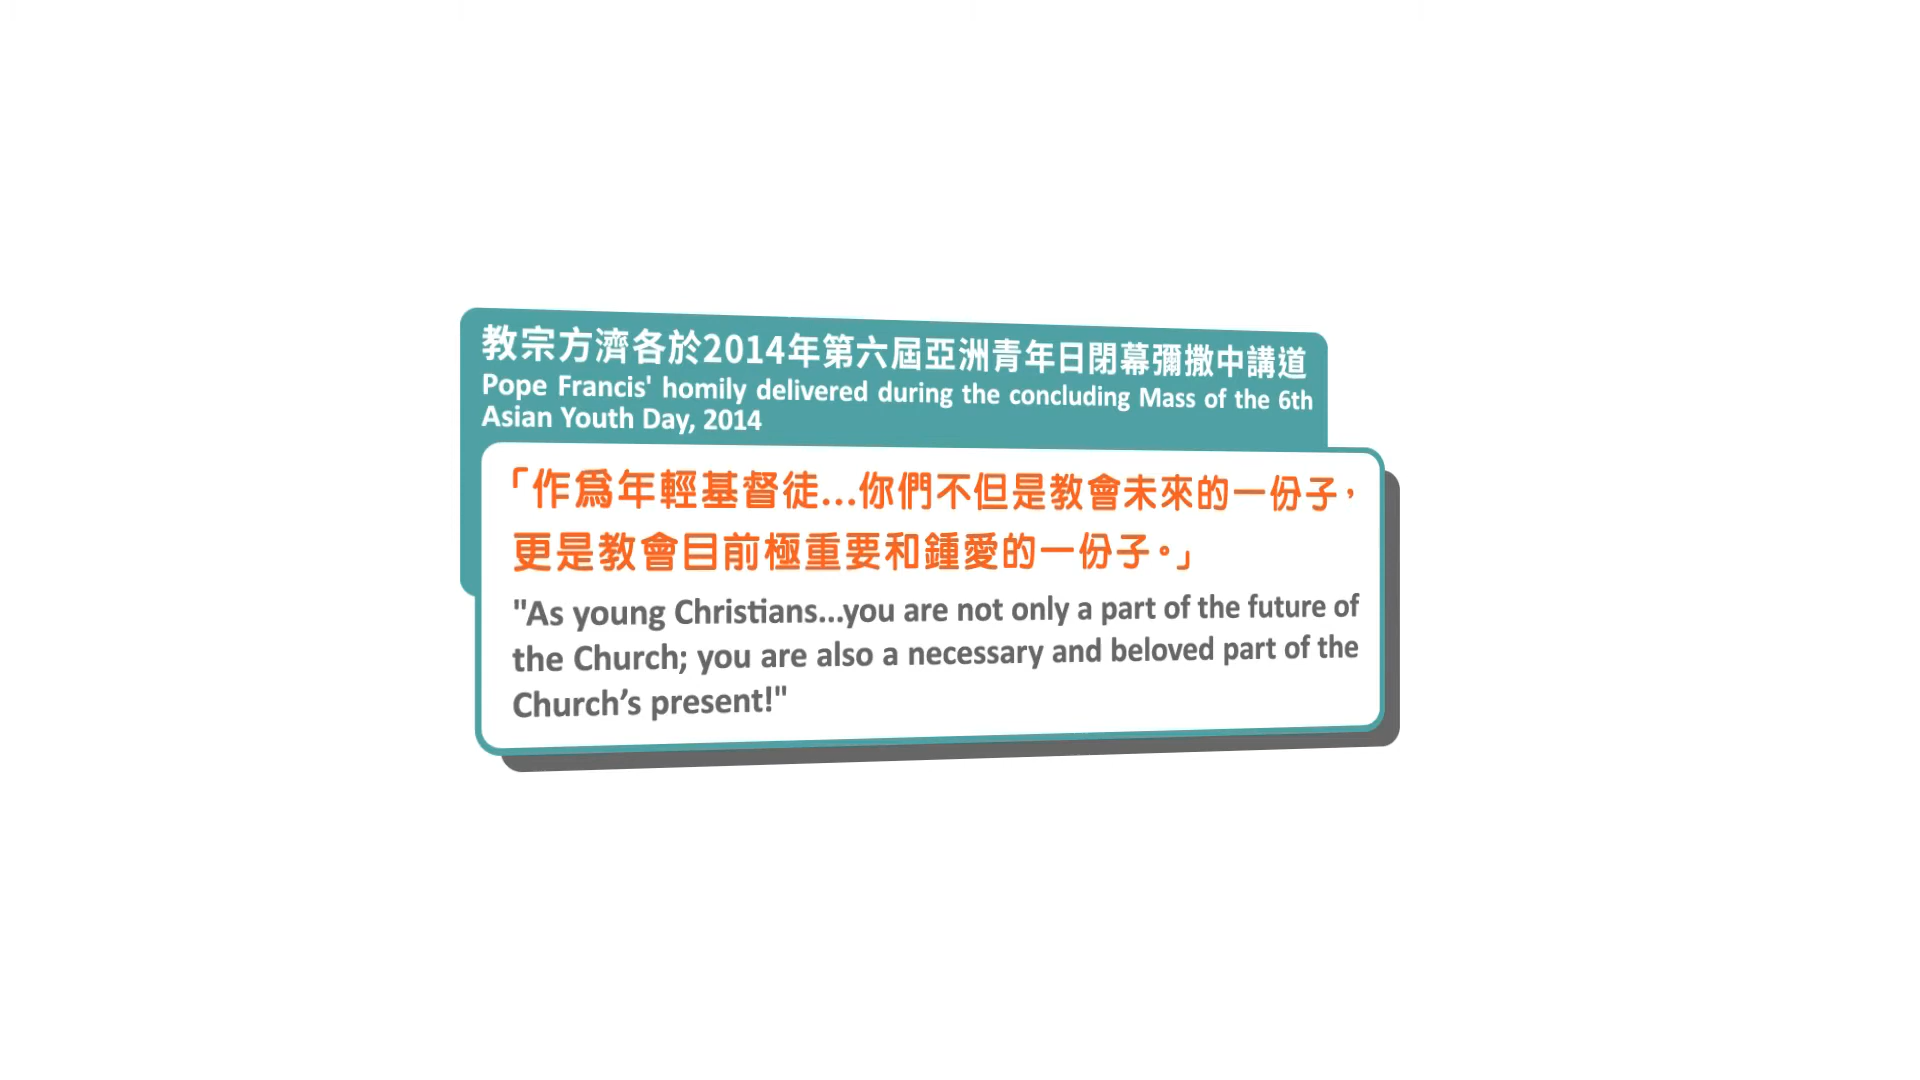 教宗方濟各於2014年第六屆亞洲青年日閉幕彌撒中講道
Pope Francis' homily delivered during the concluding Mass of the 6th
Asian Youth Day, 2014
「作為年輕基督徒...你們不但是教會未來的一份子，
更是教會目前極重要和鍾愛的一份子。」
"As young Christians...you are not only a part of the future of
the Church; you are also a necessary and beloved part of the
Church’s present!"